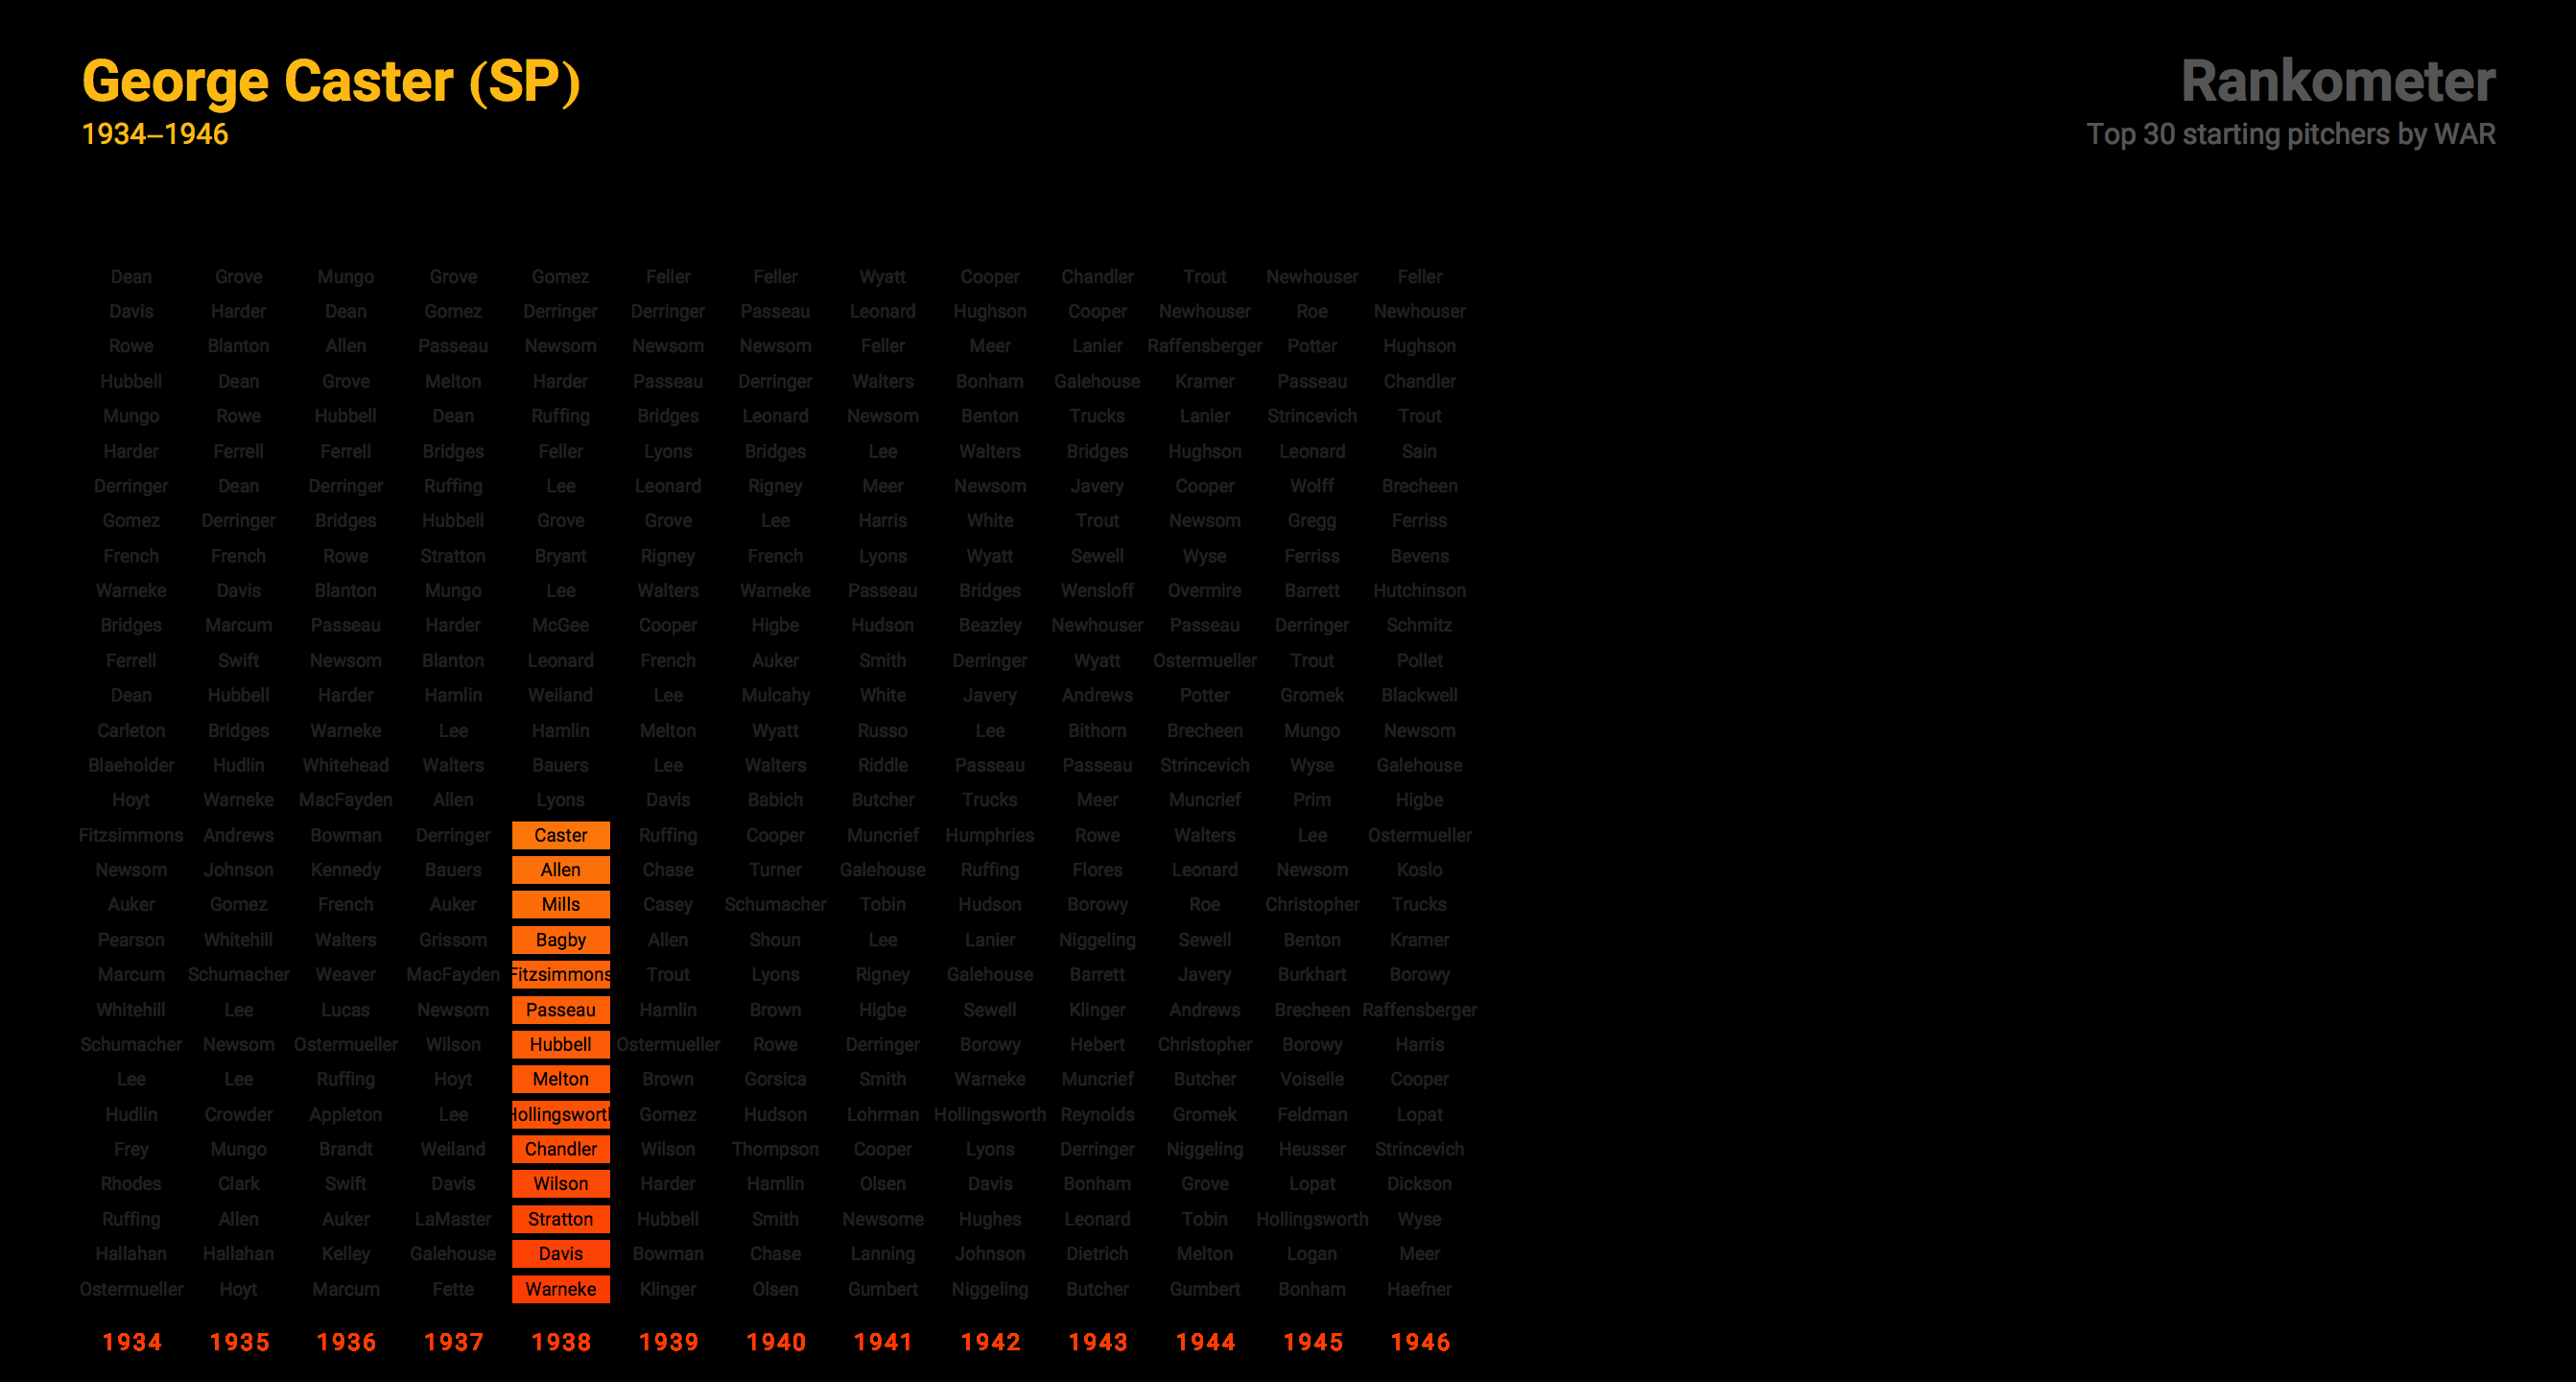 George Caster (SP)
1934–1946
Rankometer
Top 30 starting pitchers by WAR
Dean Grove Mungo Grove Gomez Feller Feller Wyatt Cooper Chandler Trout Newhouser Feller
Davis Harder Dean Gomez Derringer Derringer Passeau Leonard Hughson Cooper Newhouser Roe Newhouser
Rowe Blanton Allen Passeau Newsom Newsom Newsom Feller Meer Lanier Raffensberger Potter Hughson
Hubbell Dean Grove Melton Harder Passeau Derringer Walters Bonham Galehouse Kramer Passeau Chandler
Mungo Rowe Hubbell Dean Ruffing Bridges Leonard Newsom Benton Trucks Lanier Strincevich Trout
Harder Ferrell Ferrell Bridges Feller Lyons Bridges Lee Walters Bridges Hughson Leonard Sain
Derringer Dean Derringer Ruffing Lee Leonard Rigney Meer Newsom Javery Cooper Wolff Brecheen
Gomez Derringer Bridges Hubbell Grove Grove Lee Harris White Trout Newsom Gregg Ferriss
French French Rowe Stratton Bryant Rigney French Lyons Wyatt Sewell Wyse Ferriss Bevens
Warneke Davis Blanton Mungo Lee Walters Warneke Passeau Bridges Wensloff Overmire Barrett Hutchinson
Bridges Marcum Passeau Harder McGee Cooper Higbe Hudson Beazley Newhouser Passeau Derringer Schmitz
Ferrell Swift Newsom Blanton Leonard French Auker Smith Derringer Wyatt Ostermueller Trout Pollet
Dean Hubbell Harder Hamlin Weiland Lee Mulcahy White Javery Andrews Potter Gromek Blackwell
Carleton Bridges Warneke Lee Hamlin Melton Wyatt Russo Lee Bithorn Brecheen Mungo Newsom
Blaeholder Hudlin Whitehead Walters Bauers Lee Walters Riddle Passeau Passeau Strincevich Wyse Galehouse
Hoyt Warneke MacFayden Allen Lyons Davis Babich Butcher Trucks Meer Muncrief Prim Higbe
Fitzsimmons Andrews Bowman Derringer Caster Ruffing Cooper Muncrief Humphries Rowe Walters Lee Ostermueller
Newsom Johnson Kennedy Bauers Allen Chase Turner Galehouse Ruffing Flores Leonard Newsom Koslo
Auker Gomez French Auker Mills Casey Schumacher Tobin Hudson Borowy Roe Christopher Trucks
Pearson Whitehill Walters Grissom Bagby Allen Shoun Lee Lanier Niggeling Sewell Benton Kramer
Marcum Schumacher Weaver MacFayden Fitzsimmons Trout Lyons Rigney Galehouse Barrett Javery Burkhart Borowy
Whitehill Lee Lucas Newsom Passeau Hamlin Brown Higbe Sewell Klinger Andrews Brecheen Raffensberger
Schumacher Newsom Ostermueller Wilson Hubbell Ostermueller Rowe Derringer Borowy Hebert Christopher Borowy Harris
Lee Lee Ruffing Hoyt Melton Brown Gorsica Smith Warneke Muncrief Butcher Voiselle Cooper
Hudlin Crowder Appleton Lee Hollingsworth Gomez Hudson Lohrman Hollingsworth Reynolds Gromek Feldman Lopat
Frey Mungo Brandt Weiland Chandler Wilson Thompson Cooper Lyons Derringer Niggeling Heusser Strincevich
Rhodes Clark Swift Davis Wilson Harder Hamlin Olsen Davis Bonham Grove Lopat Dickson
Ruffing Allen Auker LaMaster Stratton Hubbell Smith Newsome Hughes Leonard Tobin Hollingsworth Wyse
Hallahan Hallahan Kelley Galehouse Davis Bowman Chase Lanning Johnson Dietrich Melton Logan Meer
Ostermueller Hoyt Marcum Fette Warneke Klinger Olsen Gumbert Niggeling Butcher Gumbert Bonham Haefner
1934 1935 1936 1937 1938 1939 1940 1941 1942 1943 1944 1945 1946